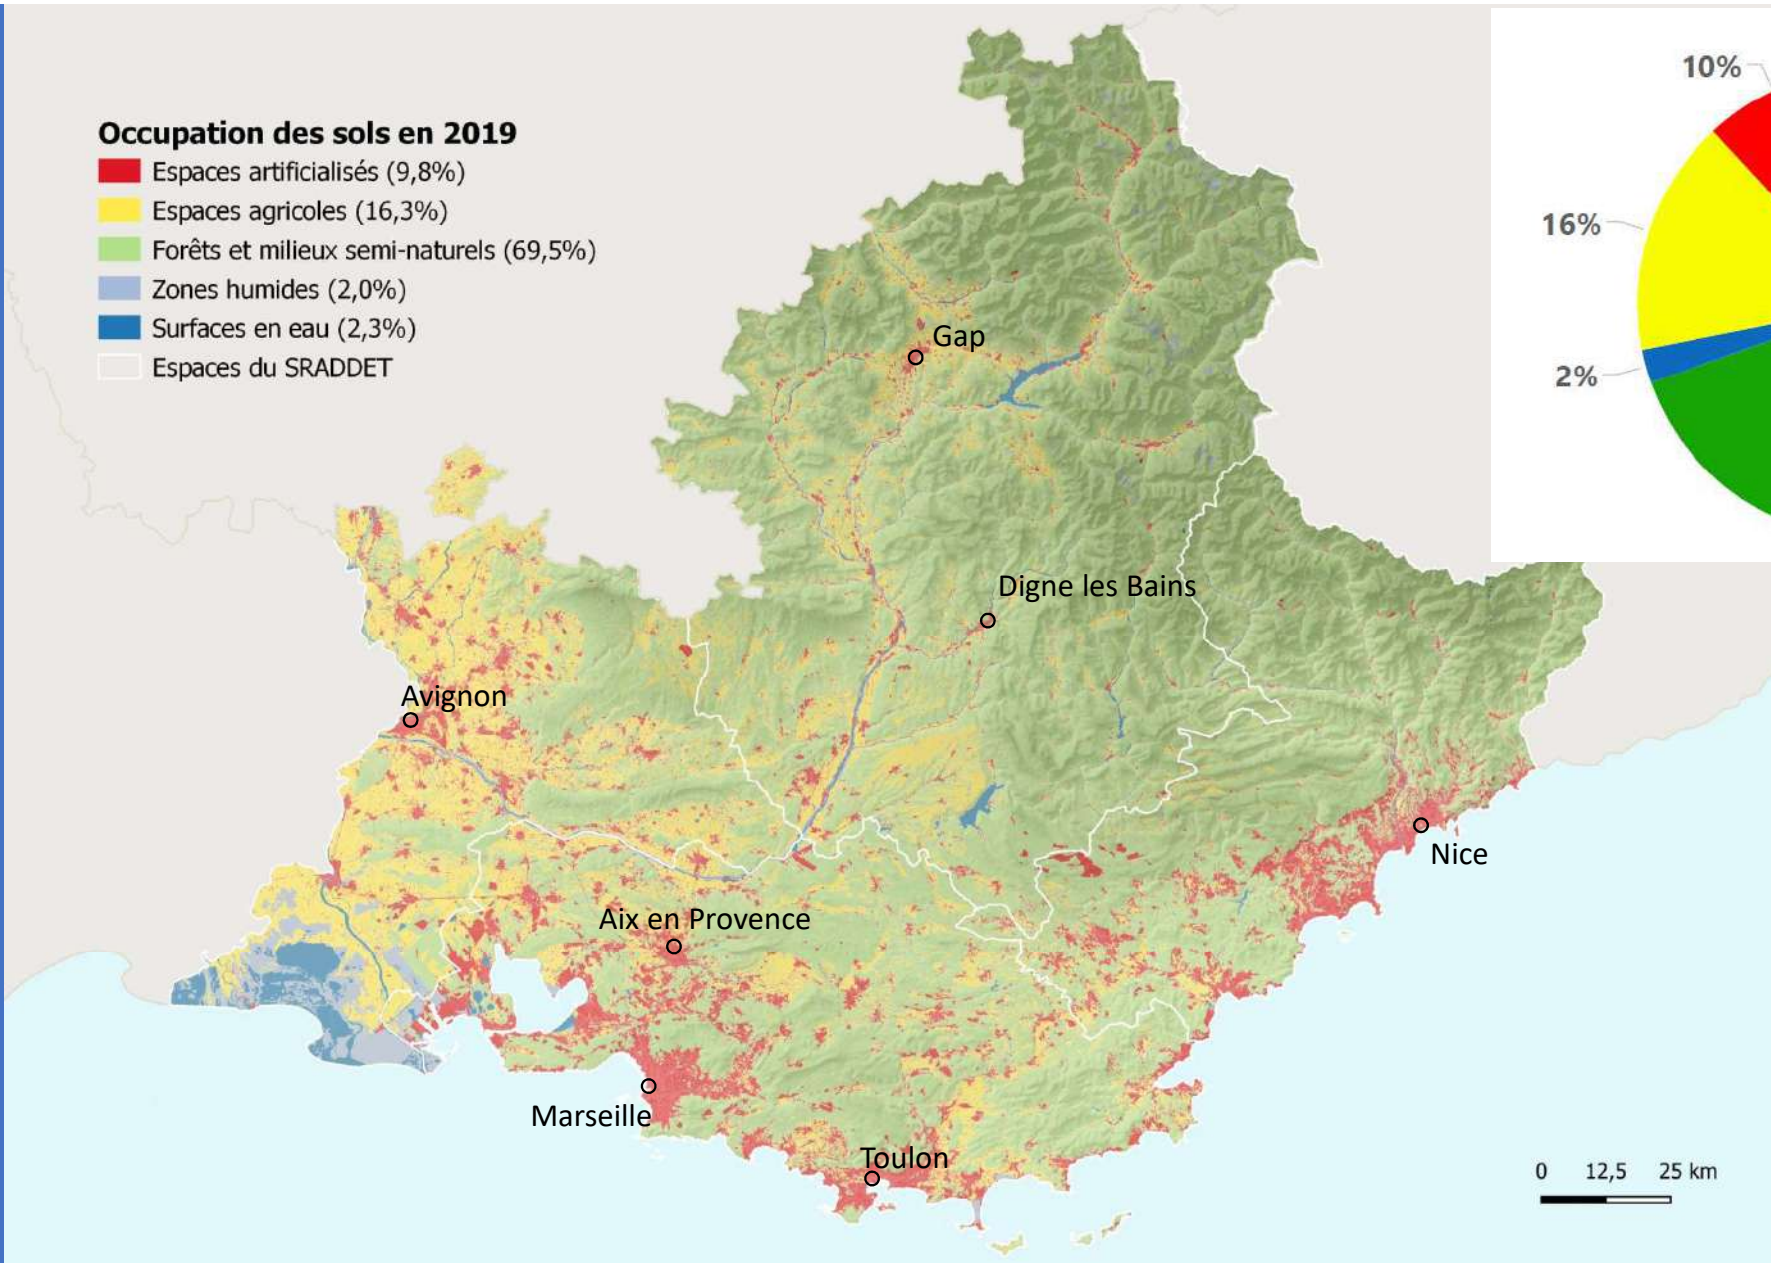 Occupation des sols en 2019
Espaces artificialisés (9,8%)
Espaces agricoles (16,3%)
Forêts et milieux semi-naturels (69,5%)
Zones humides (2,0%)
Surfaces en eau (2,3%)
Espaces du SRADDET
10%
16%
2%
Gap
Digne les Bains
Avignon
Nice
Aix en Provence
Marseille
Toulon
0 12,5 25 km